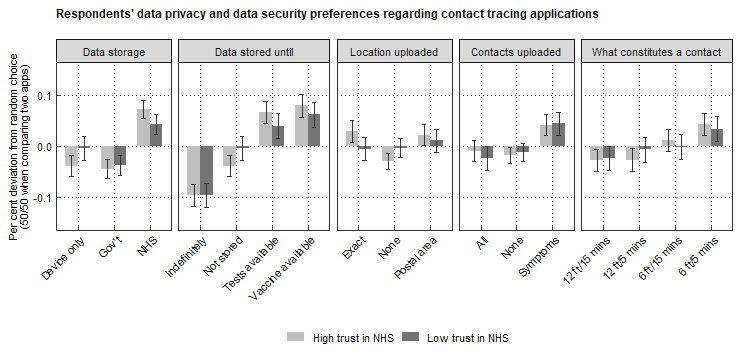 Respondents' data privacy and data security preferences regarding contact tracing applications
Data storage
Data stored until
Location uploaded
Contacts uploaded
What constitutes a contact
Per cent deviation from random choice
(50/50 when comparing two apps)
0.1
0.0
-0.1
Device only
Gov't
NHS
Indefinitely
Not stored
Tests available
Vaccine available
Exact
None
Postal area
All
None
Symptoms
12 ft/15 mins
12 ft/5 mins
6 ft/15 mins
6 ft/5 mins
High trust in NHS
Low trust in NHS